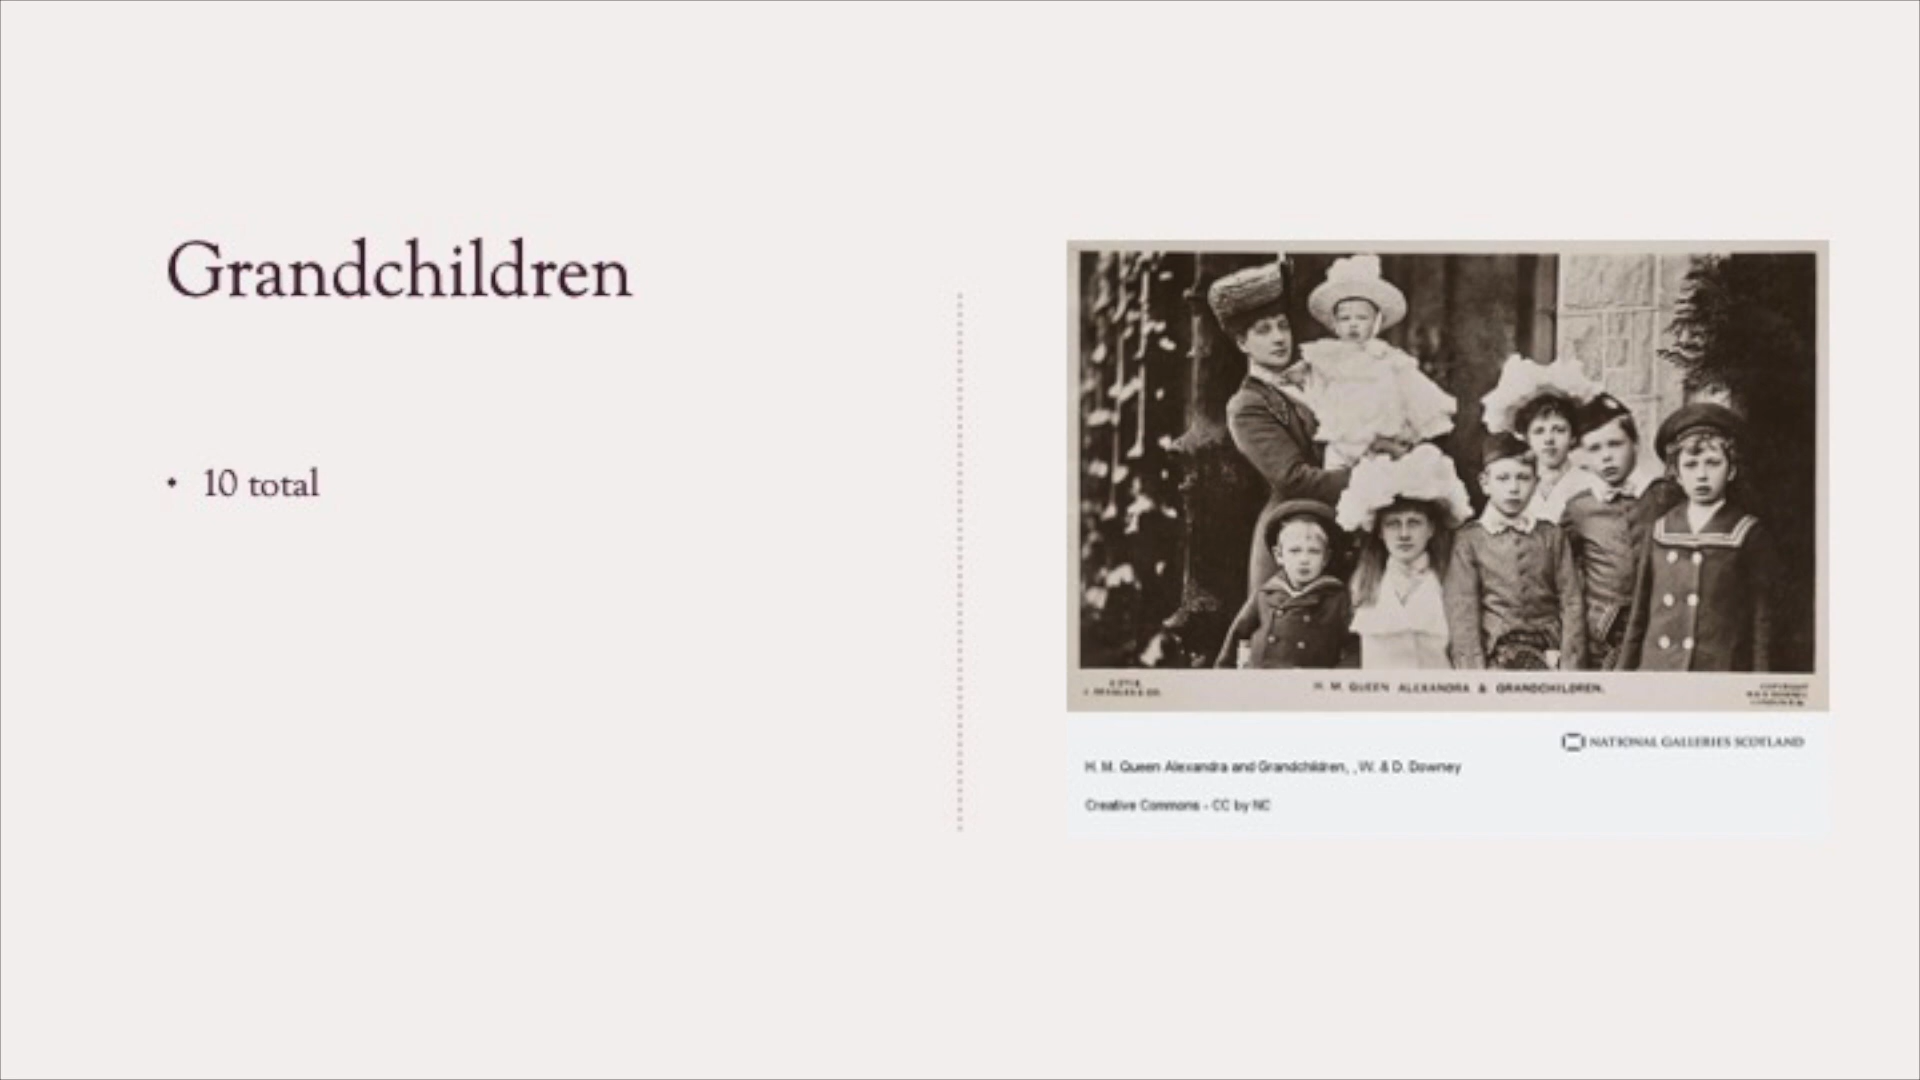 Grandchildren
• 10 total
H. M. QUEEN ALEXANDRA & GRANDCHILDREN.
COPYRIGHT
NATIONAL GALLERIES SCOTLAND
H. M. Queen Alexandra and Grandchildren, , W. & D. Downey
Creative Commons - CC by NC